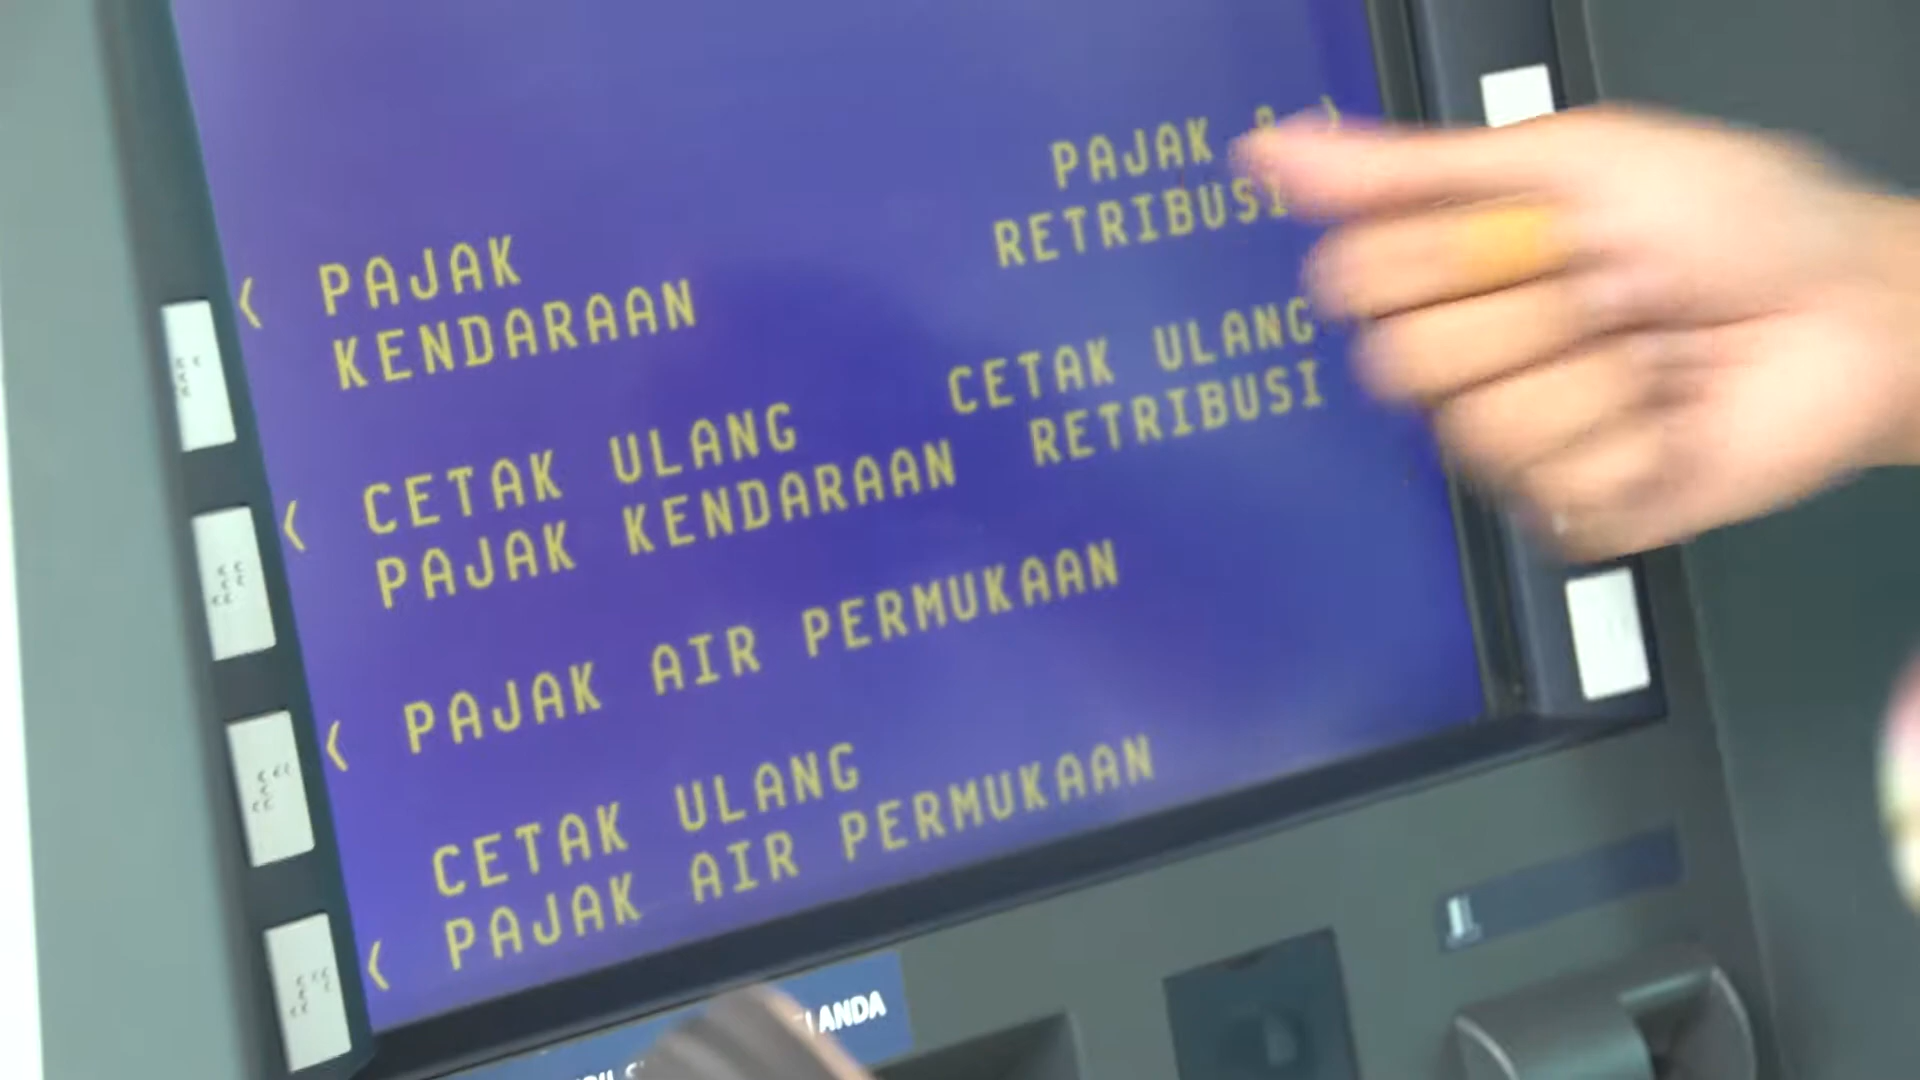 PAJAK
RETRIBUSI
< PAJAK
KENDARAAN
CETAK ULANG
RETRIBUSI
< CETAK ULANG
PAJAK KENDARAAN
< PAJAK AIR PERMUKAAN
CETAK ULANG
< PAJAK AIR PERMUKAAN
ANDA